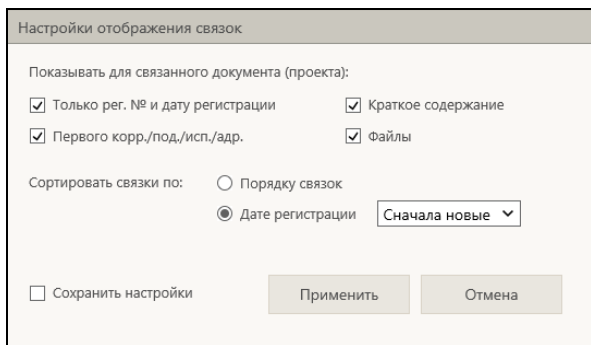 Настройки отображения связок
Показывать для связанного документа (проекта):
Только рег. № и дату регистрации
Краткое содержание
Первого корр./под./исп./адр.
Файлы
Сортировать связки по:
Порядку связок
Дате регистрации
Сначала новые
Сохранить настройки
Применить
Отмена